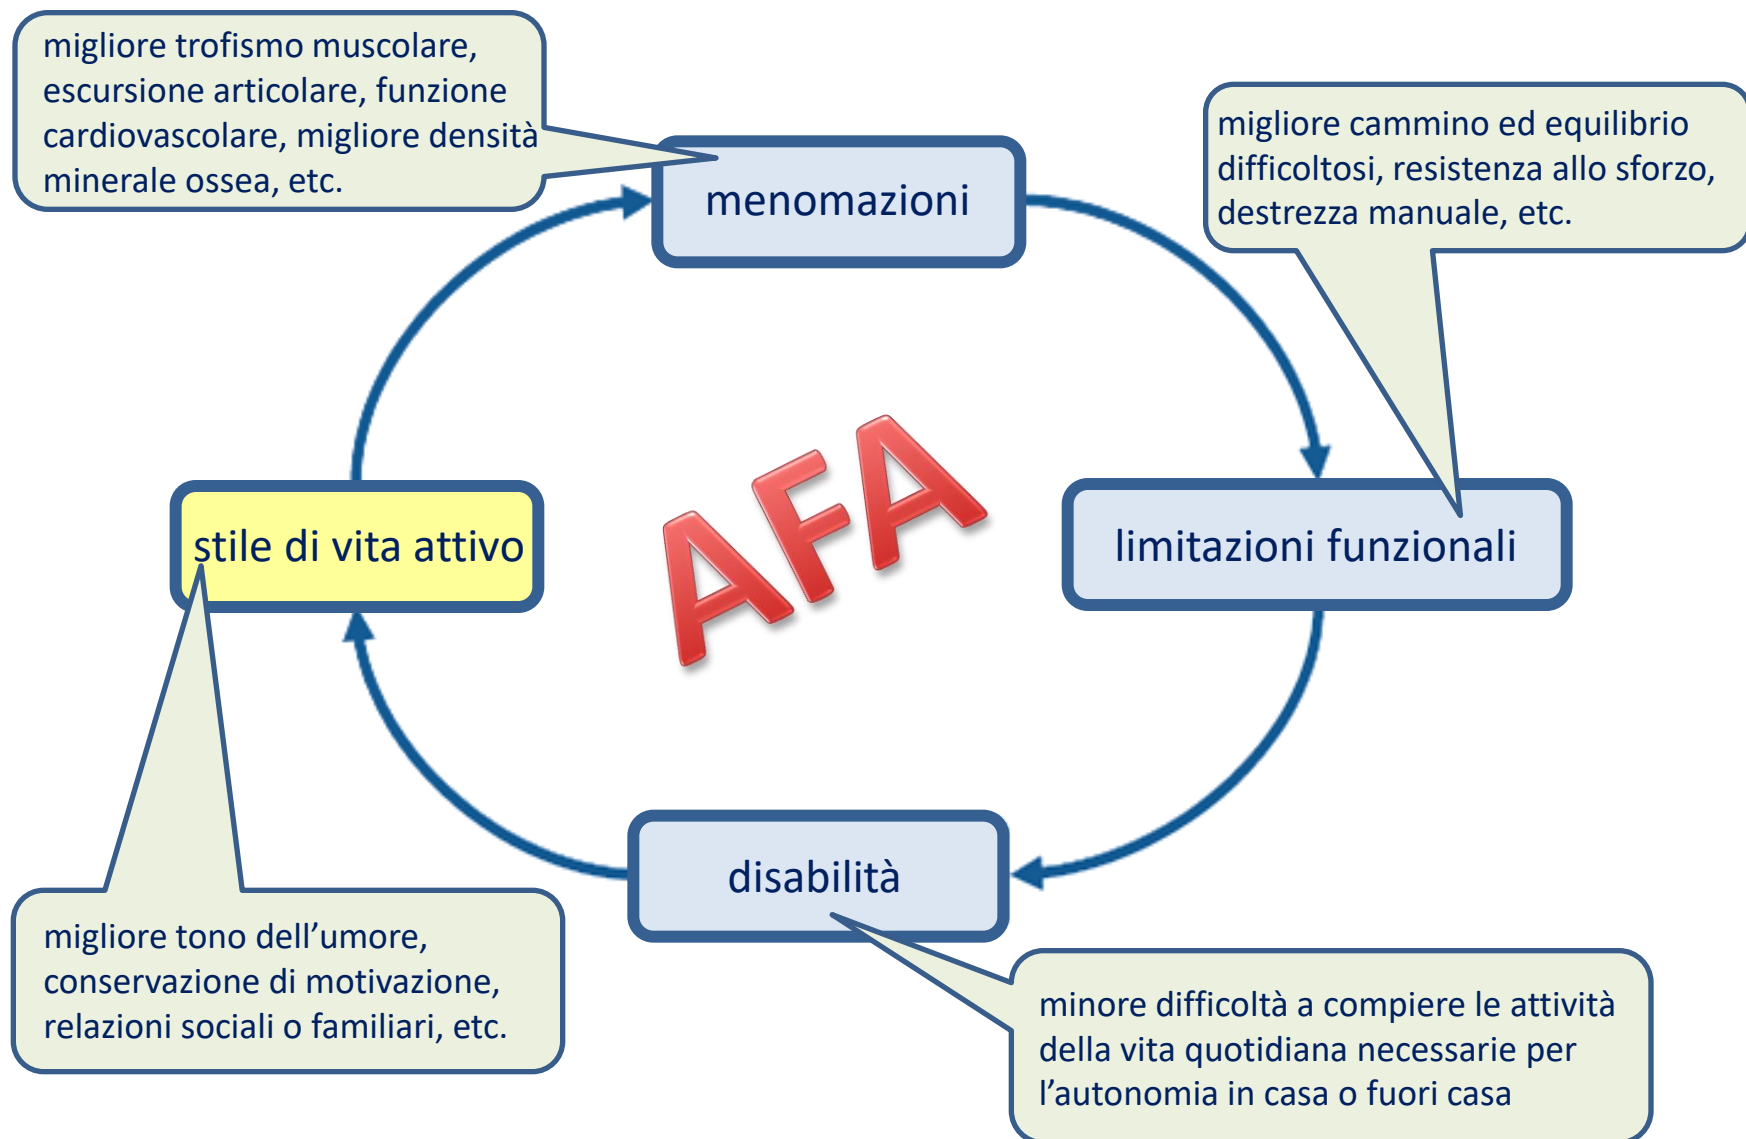 migliore trofismo muscolare,
escursione articolare, funzione
cardiovascolare, migliore densità
minerale ossea, etc.
menomazioni
migliore cammino ed equilibrio
difficoltosi, resistenza allo sforzo,
destrezza manuale, etc.
AFA
stile di vita attivo
limitazioni funzionali
disabilità
migliore tono dell’umore,
conservazione di motivazione,
relazioni sociali o familiari, etc.
minore difficoltà a compiere le attività
della vita quotidiana necessarie per
l’autonomia in casa o fuori casa